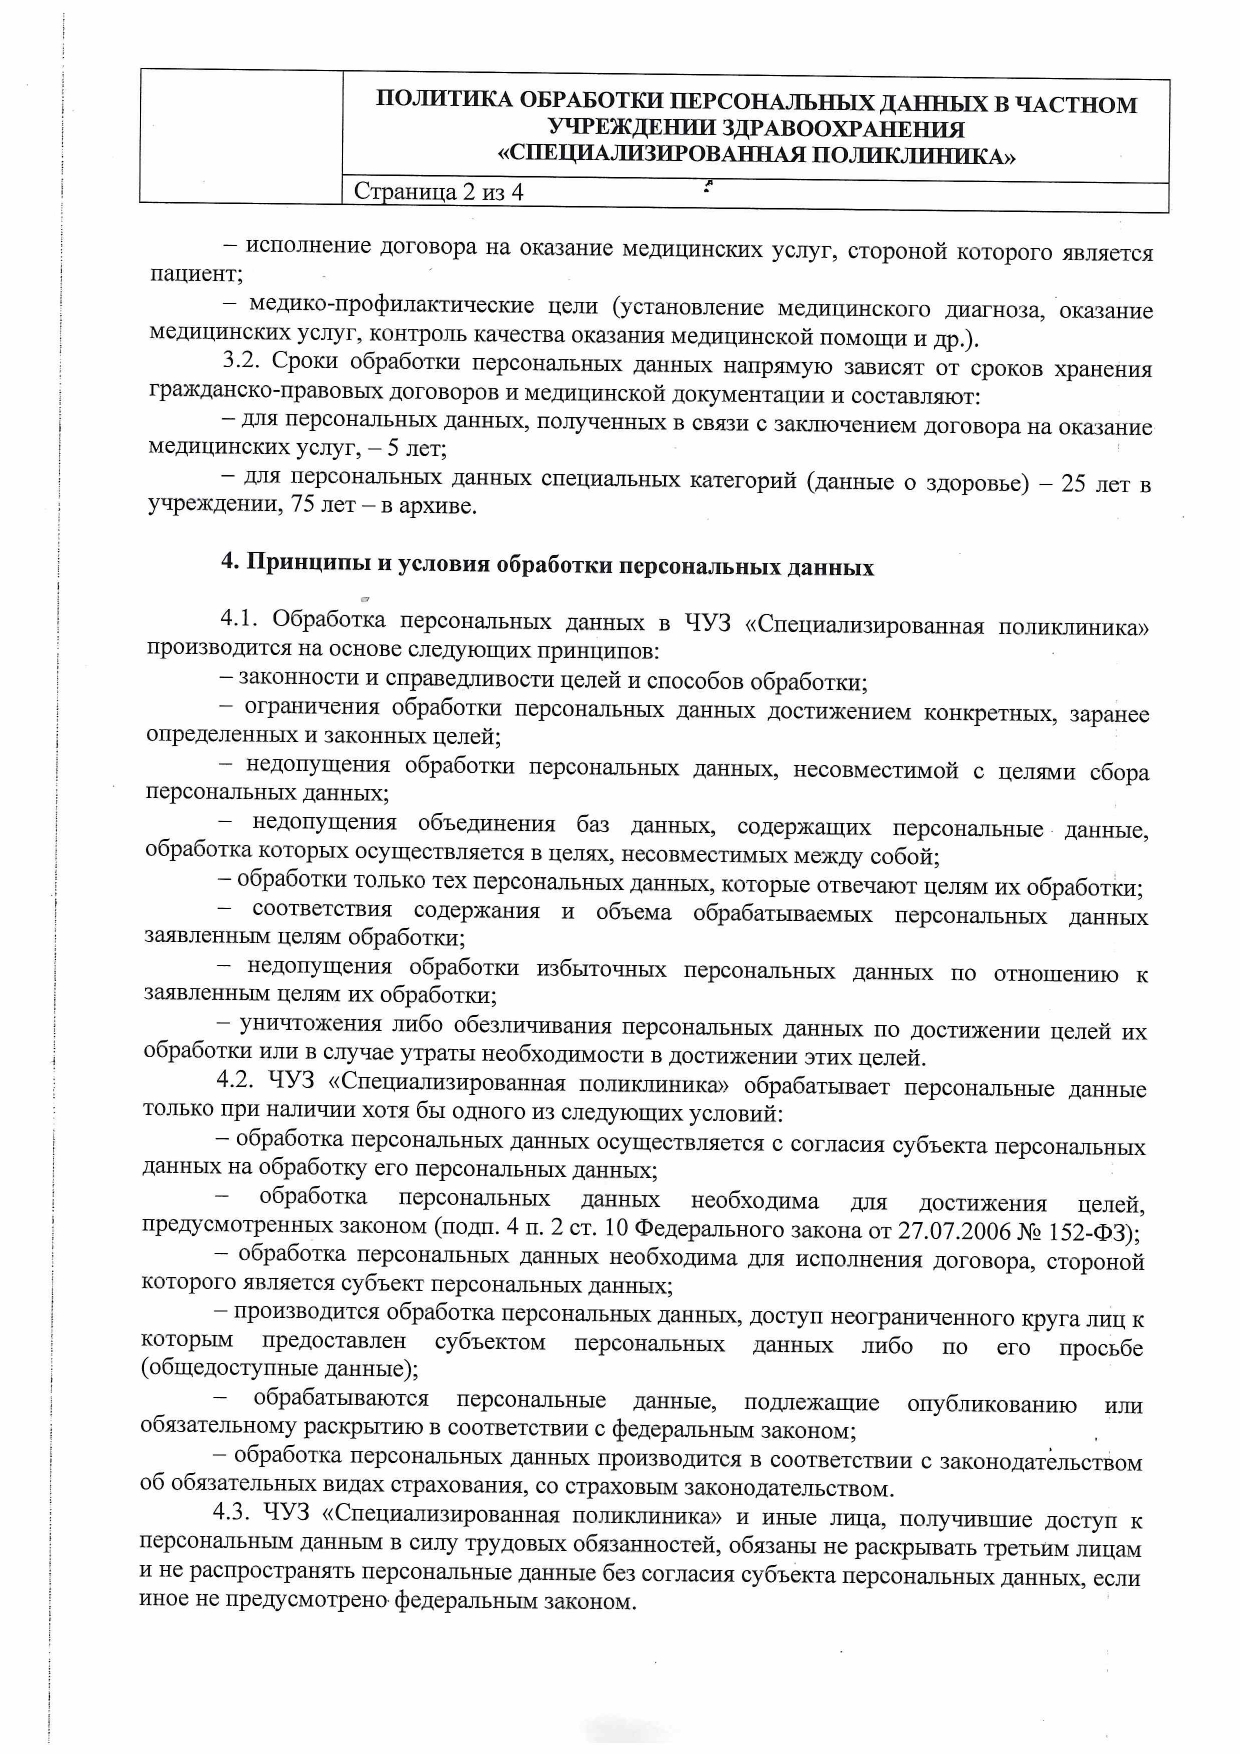 ПОЛИТИКА ОБРАБОТКИ ПЕРСОНАЛЬНЫХ ДАННЫХ В ЧАСТНОМ
УЧРЕЖДЕНИИ ЗДРАВООХРАНЕНИЯ
«СПЕЦИАЛИЗИРОВАННАЯ ПОЛИКЛИНИКА»
Страница 2 из 4
– исполнение договора на оказание медицинских услуг, стороной которого является
пациент;
– медико-профилактические цели (установление медицинского диагноза, оказание
медицинских услуг, контроль качества оказания медицинской помощи и др.).
3.2. Сроки обработки персональных данных напрямую зависят от сроков хранения
гражданско-правовых договоров и медицинской документации и составляют:
– для персональных данных, полученных в связи с заключением договора на оказание
медицинских услуг, – 5 лет;
– для персональных данных специальных категорий (данные о здоровье) – 25 лет в
учреждении, 75 лет – в архиве.
4. Принципы и условия обработки персональных данных
4.1. Обработка персональных данных в ЧУЗ «Специализированная поликлиника»
производится на основе следующих принципов:
– законности и справедливости целей и способов обработки;
– ограничения обработки персональных данных достижением конкретных, заранее
определенных и законных целей;
– недопущения обработки персональных данных, несовместимой с целями сбора
персональных данных;
– недопущения объединения баз данных, содержащих персональные данные,
обработка которых осуществляется в целях, несовместимых между собой;
– обработки только тех персональных данных, которые отвечают целям их обработки;
– соответствия содержания и объема обрабатываемых персональных данных
заявленным целям обработки;
– недопущения обработки избыточных персональных данных по отношению к
заявленным целям их обработки;
– уничтожения либо обезличивания персональных данных по достижении целей их
обработки или в случае утраты необходимости в достижении этих целей.
4.2. ЧУЗ «Специализированная поликлиника» обрабатывает персональные данные
только при наличии хотя бы одного из следующих условий:
– обработка персональных данных осуществляется с согласия субъекта персональных
данных на обработку его персональных данных;
– обработка персональных данных необходима для достижения целей,
предусмотренных законом (подп. 4 п. 2 ст. 10 Федерального закона от 27.07.2006 № 152-ФЗ);
– обработка персональных данных необходима для исполнения договора, стороной
которого является субъект персональных данных;
– производится обработка персональных данных, доступ неограниченного круга лиц к
которым предоставлен субъектом персональных данных либо по его просьбе
(общедоступные данные);
– обрабатываются персональные данные, подлежащие опубликованию или
обязательному раскрытию в соответствии с федеральным законом;
– обработка персональных данных производится в соответствии с законодательством
об обязательных видах страхования, со страховым законодательством.
4.3. ЧУЗ «Специализированная поликлиника» и иные лица, получившие доступ к
персональным данным в силу трудовых обязанностей, обязаны не раскрывать третьим лицам
и не распространять персональные данные без согласия субъекта персональных данных, если
иное не предусмотрено федеральным законом.